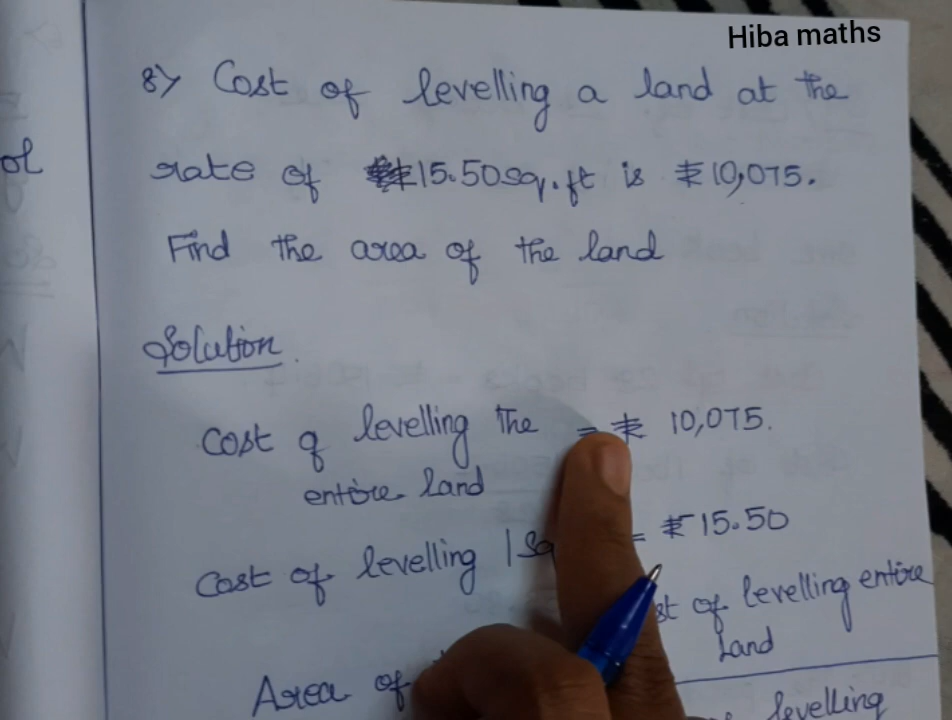 Hiba maths
8) Cost of levelling a land at the
rate of ₹15.50sq.ft is ₹10,075.
Find the area of the land
Solution.
Cost of levelling the = ₹ 10,075.
entire land
Cost of levelling 1 = ₹15.50
of levelling entire
Land
Area of
levelling